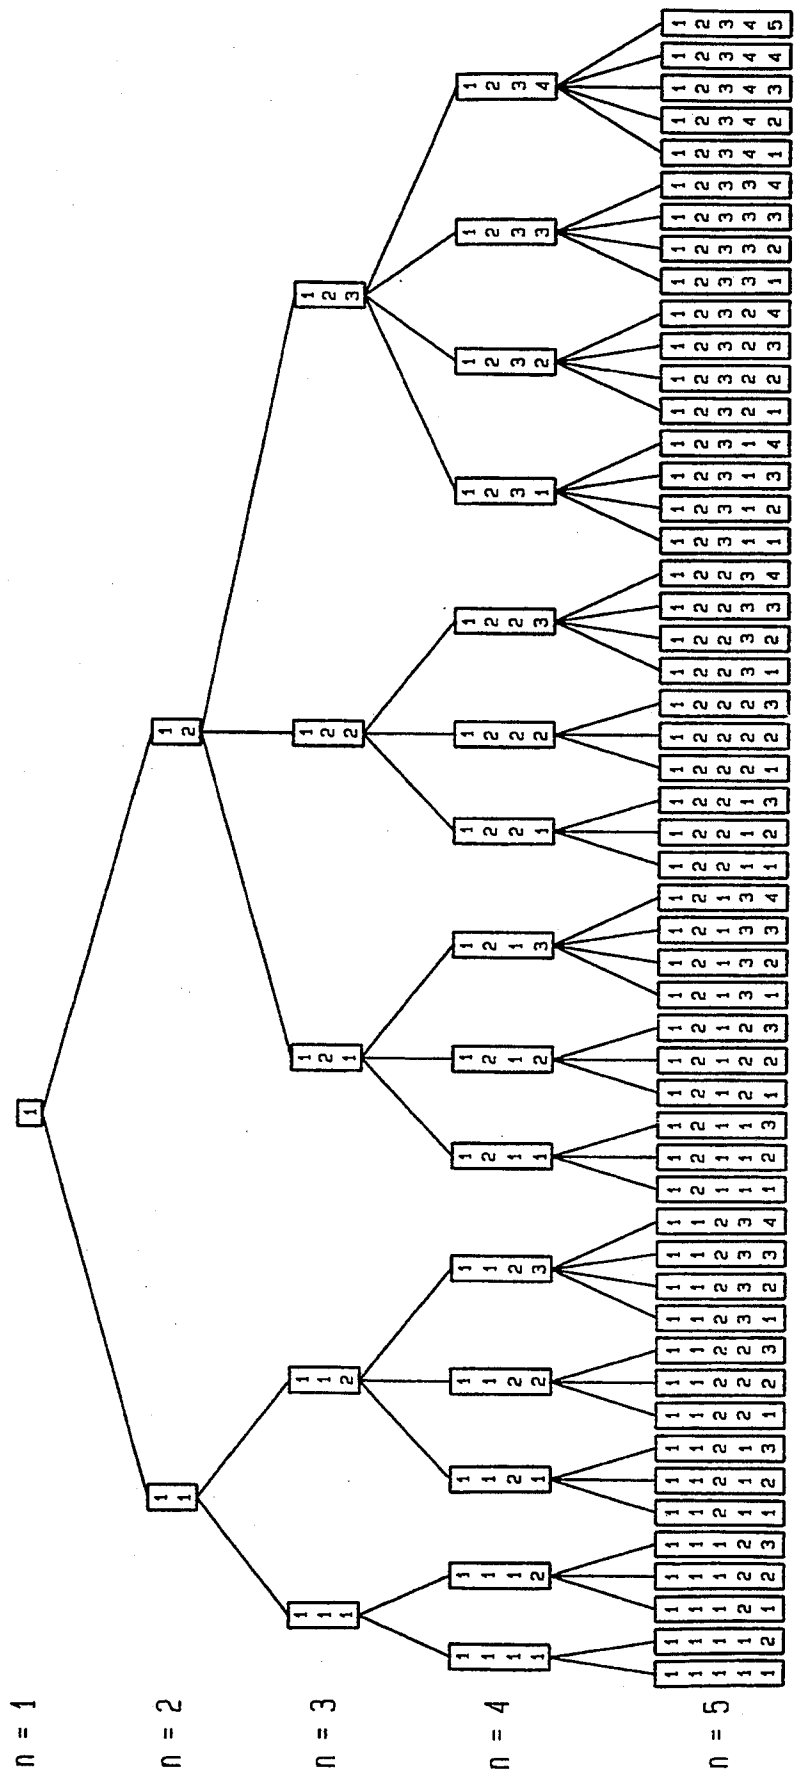 n = 1
1
n = 2
1 1
1 2
n = 3
1 1 1
1 1 2
1 2 1
1 2 2
1 2 3
n = 4
1 1 1 1
1 1 1 2
1 1 2 1
1 1 2 2
1 1 2 3
1 2 1 1
1 2 1 2
1 2 1 3
1 2 2 1
1 2 2 2
1 2 2 3
1 2 3 1
1 2 3 2
1 2 3 3
1 2 3 4
n = 5
1 1 1 1 1
1 1 1 1 2
1 1 1 2 1
1 1 1 2 2
1 1 1 2 3
1 1 2 1 1
1 1 2 1 2
1 1 2 1 3
1 1 2 2 1
1 1 2 2 2
1 1 2 2 3
1 1 2 3 1
1 1 2 3 2
1 1 2 3 3
1 1 2 3 4
1 2 1 1 1
1 2 1 1 2
1 2 1 1 3
1 2 1 2 1
1 2 1 2 2
1 2 1 2 3
1 2 1 3 1
1 2 1 3 2
1 2 1 3 3
1 2 1 3 4
1 2 2 1 1
1 2 2 1 2
1 2 2 1 3
1 2 2 2 1
1 2 2 2 2
1 2 2 2 3
1 2 2 3 1
1 2 2 3 2
1 2 2 3 3
1 2 2 3 4
1 2 3 1 1
1 2 3 1 2
1 2 3 1 3
1 2 3 1 4
1 2 3 2 1
1 2 3 2 2
1 2 3 2 3
1 2 3 2 4
1 2 3 3 1
1 2 3 3 2
1 2 3 3 3
1 2 3 3 4
1 2 3 4 1
1 2 3 4 2
1 2 3 4 3
1 2 3 4 4
1 2 3 4 5